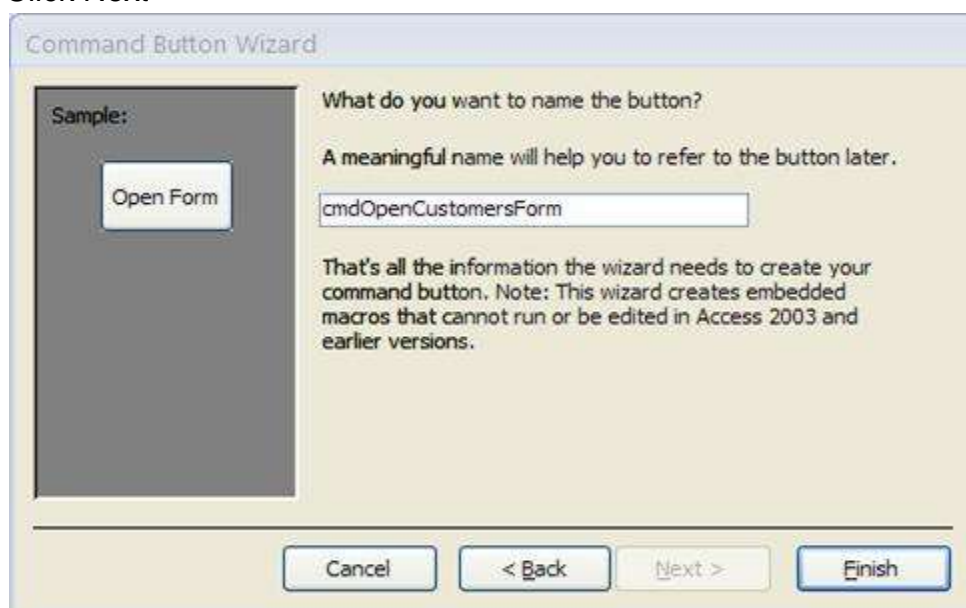 Command Button Wizard
Sample:
Open Form
What do you want to name the button?
A meaningful name will help you to refer to the button later.
cmdOpenCustomersForm
That's all the information the wizard needs to create your
command button. Note: This wizard creates embedded
macros that cannot run or be edited in Access 2003 and
earlier versions.
Cancel
< Back
Next >
Finish